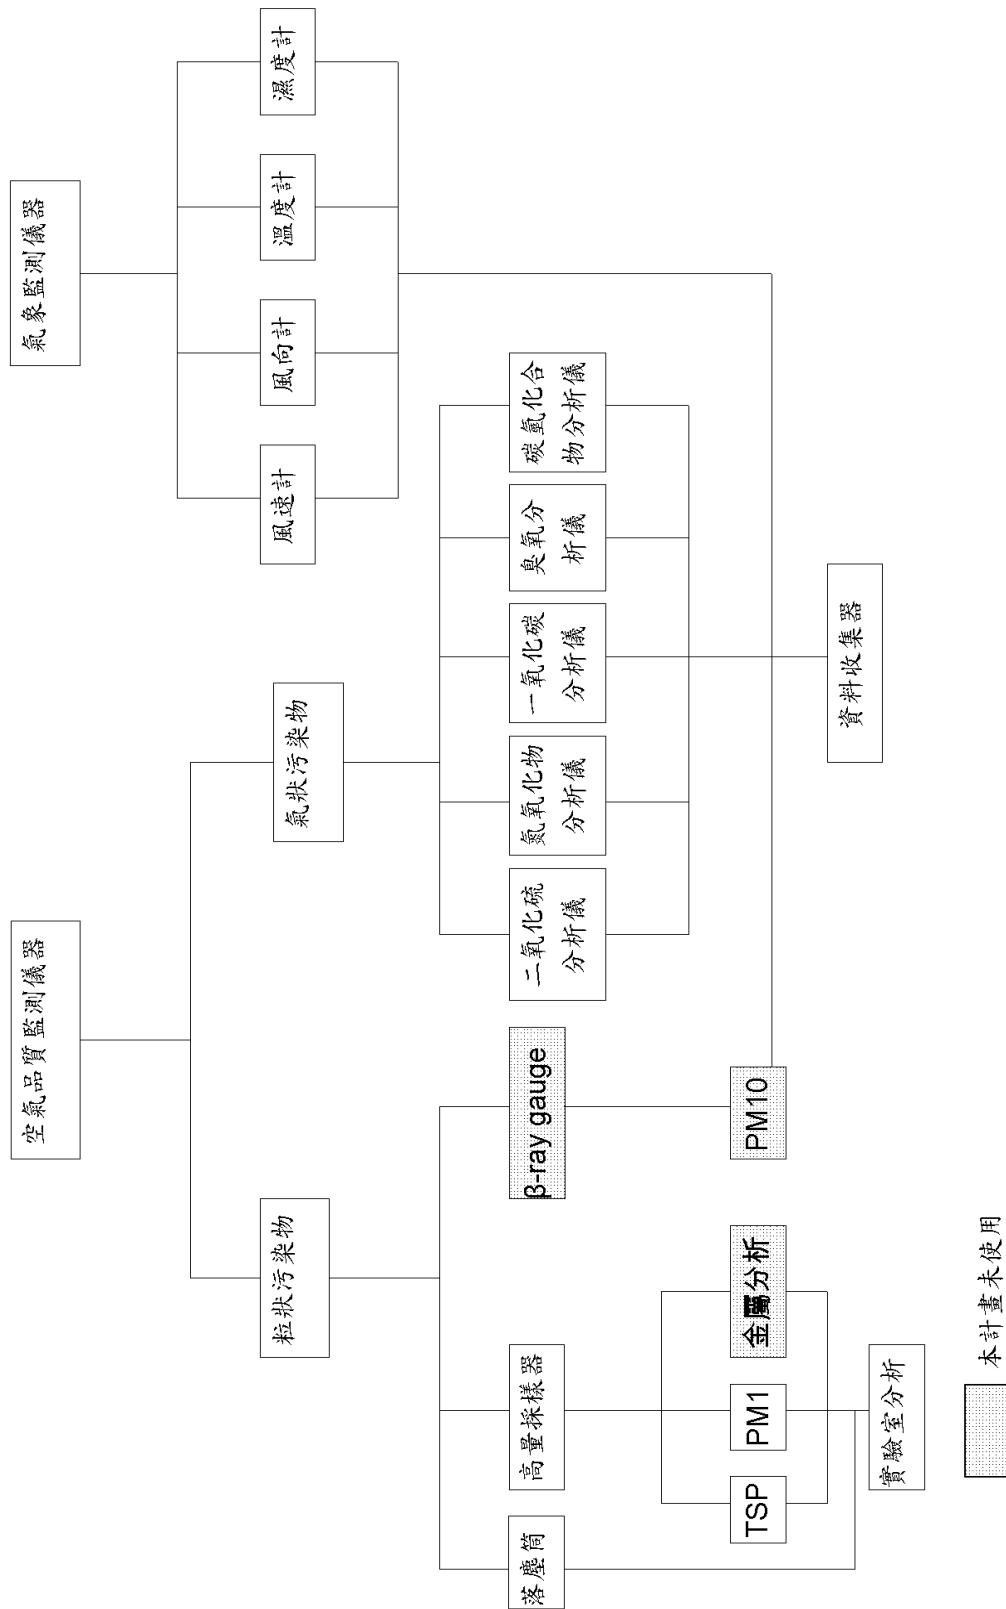 空氣品質監測儀器
氣象監測儀器
粒狀污染物
氣狀污染物
風速計
風向計
溫度計
濕度計
落塵筒
高量採樣器
β-ray gauge
二氧化硫
分析儀
氮氧化物
分析儀
一氧化碳
分析儀
臭氧分
析儀
碳氫化合
物分析儀
TSP
PM1
金屬分析
PM10
實驗室分析
資料收集器
本計畫未使用